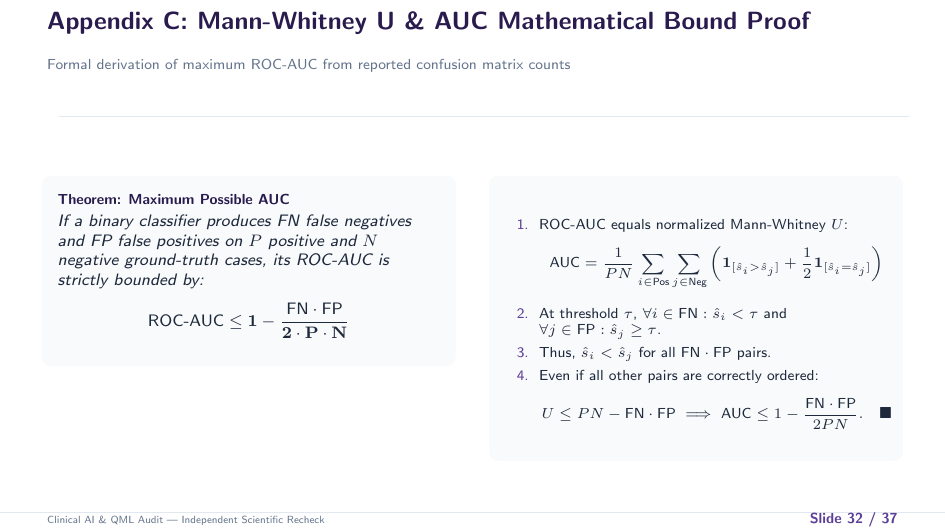 Appendix C: Mann-Whitney U & AUC Mathematical Bound Proof
Formal derivation of maximum ROC-AUC from reported confusion matrix counts
Theorem: Maximum Possible AUC
If a binary classifier produces FN false negatives
and FP false positives on P positive and N
negative ground-truth cases, its ROC-AUC is
strictly bounded by:
ROC-AUC ≤ 1 − (FN · FP)/(2 · P · N)
1. ROC-AUC equals normalized Mann-Whitney U:
AUC = 1/(PN) ∑_{i∈Pos} ∑_{j∈Neg} (1_{[ŝ_i>ŝ_j]} + 1/2 1_{[ŝ_i=ŝ_j]})
2. At threshold τ, ∀i ∈ FN : ŝ_i < τ and
∀j ∈ FP : ŝ_j ≥ τ.
3. Thus, ŝ_i < ŝ_j for all FN · FP pairs.
4. Even if all other pairs are correctly ordered:
U ≤ PN − FN · FP ⟹ AUC ≤ 1 − (FN · FP)/(2PN). ■
Clinical AI & QML Audit — Independent Scientific Recheck
Slide 32 / 37